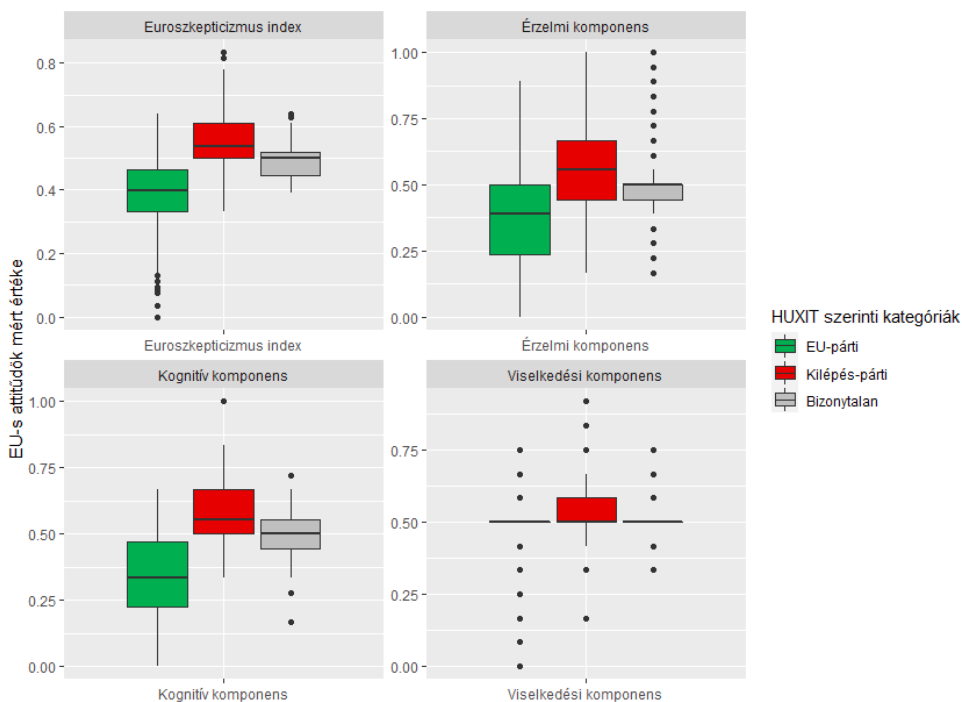 Euroszkepticizmus index
Érzelmi komponens
0.8
0.6
0.4
0.2
0.0
1.00
0.75
0.50
0.25
0.00
Euroszkepticizmus index
Érzelmi komponens
Kognitív komponens
Viselkedési komponens
1.00
0.75
0.50
0.25
0.00
0.75
0.50
0.25
0.00
Kognitív komponens
Viselkedési komponens
EU-s attitűdök mért értéke
HUXIT szerinti kategóriák
EU-párti
Kilépés-párti
Bizonytalan